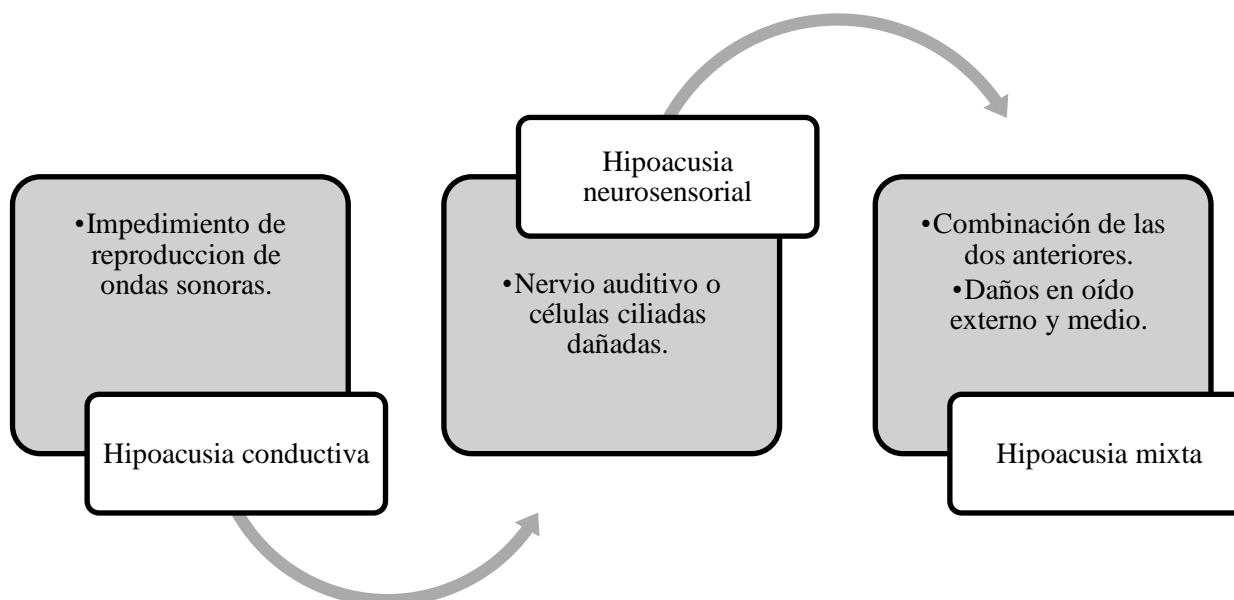 •Impedimiento de
reproduccion de
ondas sonoras.
Hipoacusia conductiva
Hipoacusia
neurosensorial
•Nervio auditivo o
células ciliadas
dañadas.
•Combinación de las
dos anteriores.
•Daños en oído
externo y medio.
Hipoacusia mixta